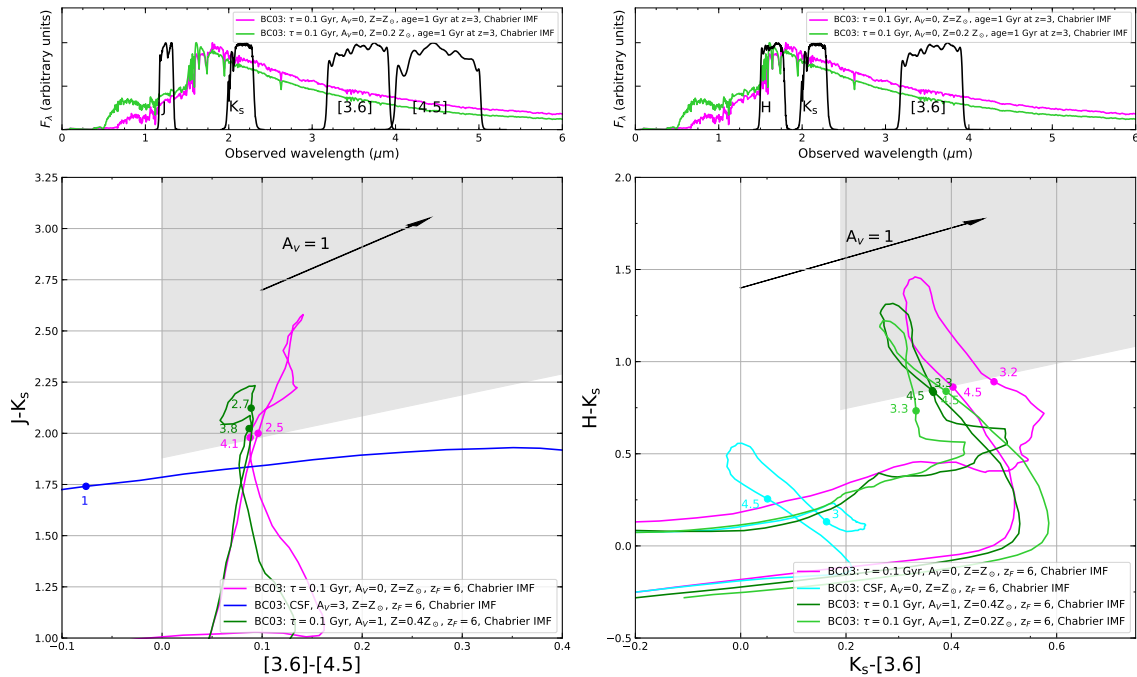 BC03: τ = 0.1 Gyr, A_V=0, Z=Z_⊙, age=1 Gyr at z=3, Chabrier IMF
BC03: τ = 0.1 Gyr, A_V=0, Z=0.2 Z_⊙, age=1 Gyr at z=3, Chabrier IMF
F_λ (arbitrary units)
J
K_s
[3.6]
[4.5]
0
1
2
3
4
5
6
Observed wavelength (μm)
BC03: τ = 0.1 Gyr, A_V=0, Z=Z_⊙, age=1 Gyr at z=3, Chabrier IMF
BC03: τ = 0.1 Gyr, A_V=0, Z=0.2 Z_⊙, age=1 Gyr at z=3, Chabrier IMF
F_λ (arbitrary units)
H
K_s
[3.6]
0
1
2
3
4
5
6
Observed wavelength (μm)
3.25
3.00
2.75
2.50
2.25
2.00
1.75
1.50
1.25
1.00
J-K_s
A_v = 1
2.7
3.8
2.5
4.1
1
BC03: τ = 0.1 Gyr, A_V=0, Z=Z_⊙, z_F = 6, Chabrier IMF
BC03: CSF, A_V=3, Z=Z_⊙, z_F = 6, Chabrier IMF
BC03: τ = 0.1 Gyr, A_V=1, Z=0.4Z_⊙, z_F = 6, Chabrier IMF
−0.1
0.0
0.1
0.2
0.3
0.4
[3.6]-[4.5]
2.0
1.5
1.0
0.5
0.0
−0.5
H-K_s
A_v = 1
3.2
3.3
4.5
4.5
4.5
3.3
4.5
3
BC03: τ = 0.1 Gyr, A_V=0, Z=Z_⊙, z_F = 6, Chabrier IMF
BC03: CSF, A_V=0, Z=Z_⊙, z_F = 6, Chabrier IMF
BC03: τ = 0.1 Gyr, A_V=1, Z=0.4Z_⊙, z_F = 6, Chabrier IMF
BC03: τ = 0.1 Gyr, A_V=1, Z=0.2Z_⊙, z_F = 6, Chabrier IMF
−0.2
0.0
0.2
0.4
0.6
K_s-[3.6]